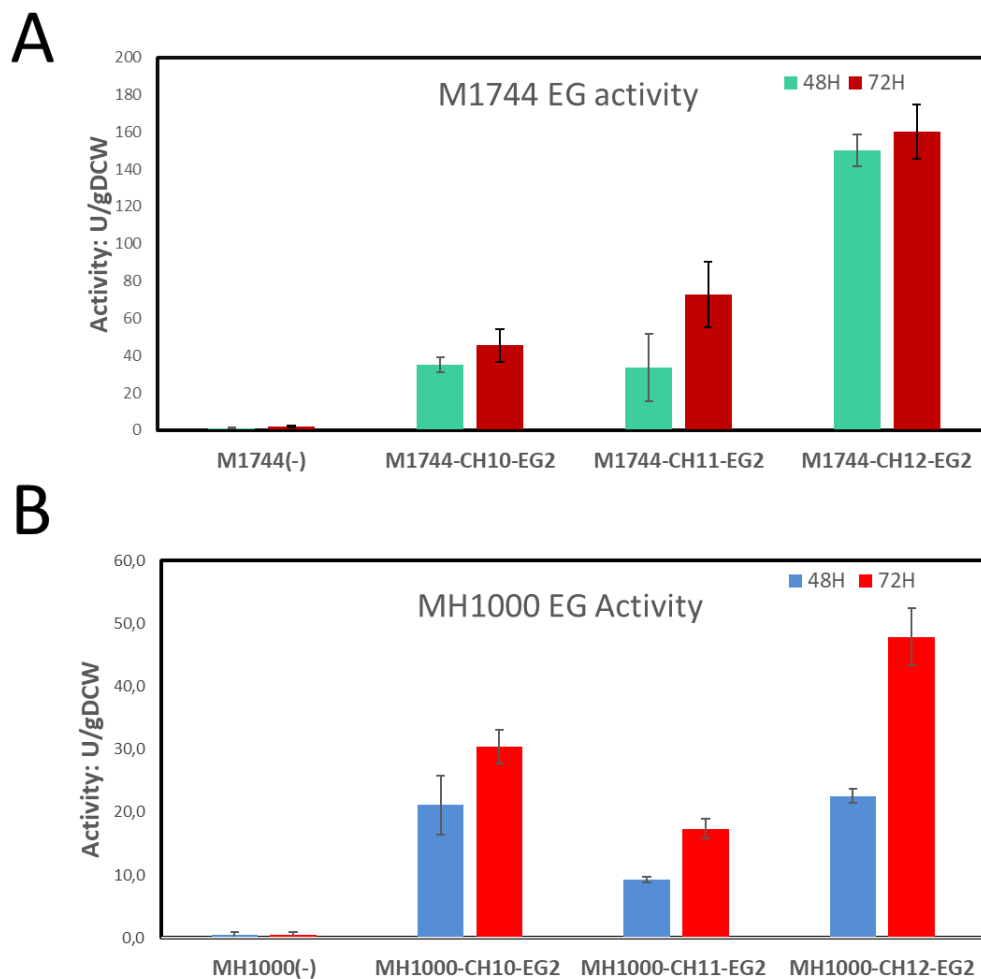 A
M1744 EG activity
48H 72H
Activity: U/gDCW
200
180
160
140
120
100
80
60
40
20
0
M1744(-) M1744-CH10-EG2 M1744-CH11-EG2 M1744-CH12-EG2
B
MH1000 EG Activity
48H 72H
Activity: U/gDCW
60,0
50,0
40,0
30,0
20,0
10,0
0,0
MH1000(-) MH1000-CH10-EG2 MH1000-CH11-EG2 MH1000-CH12-EG2